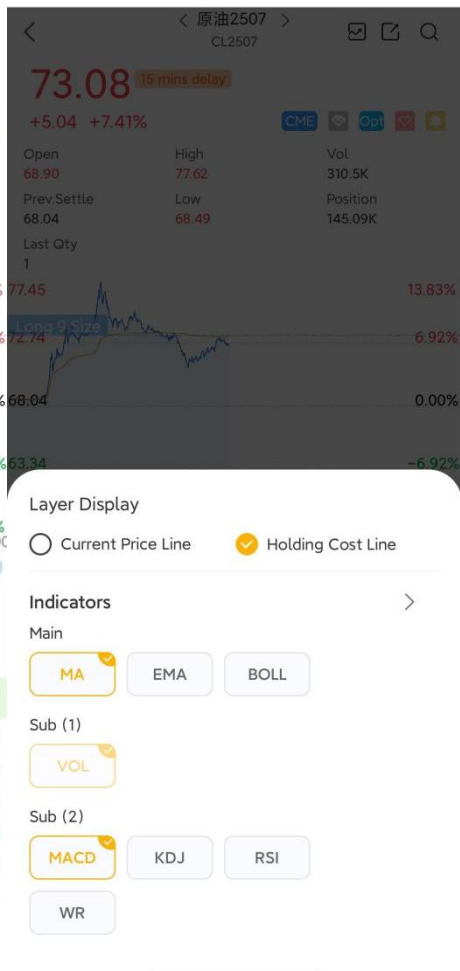 < 原油2507 >
CL2507
73.08 15 mins delay
+5.04 +7.41% CME Opt
Open High Vol
68.90 77.62 310.5K
Prev.Settle Low Position
68.04 68.49 145.09K
Last Qty
1
% 77.45 13.83%
Long 9 Size
% 72.74 6.92%
% 68.04 0.00%
% 63.34 -6.92%
Layer Display
Current Price Line Holding Cost Line
Indicators >
Main
MA EMA BOLL
Sub (1)
VOL
Sub (2)
MACD KDJ RSI
WR